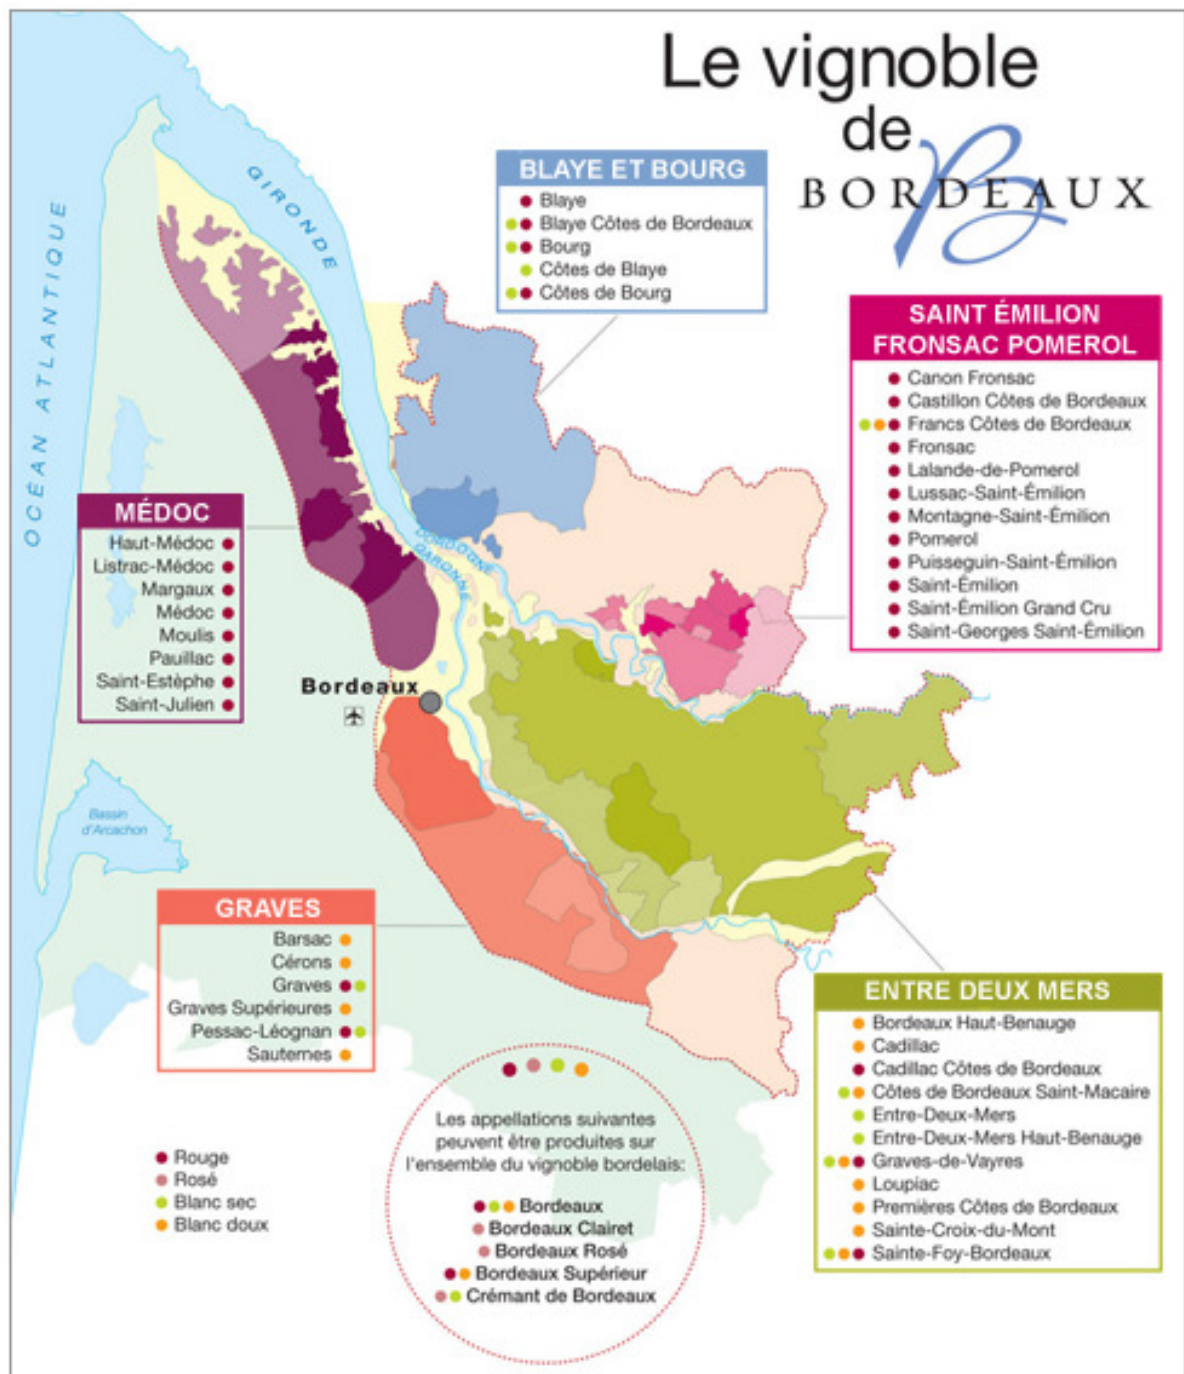 Le vignoble
de
BORDEAUX
B
OCÉAN ATLANTIQUE
GIRONDE
BLAYE ET BOURG
Blaye
Blaye Côtes de Bordeaux
Bourg
Côtes de Blaye
Côtes de Bourg
SAINT ÉMILION
FRONSAC POMEROL
Canon Fronsac
Castillon Côtes de Bordeaux
Francs Côtes de Bordeaux
Fronsac
Lalande-de-Pomerol
Lussac-Saint-Émilion
Montagne-Saint-Émilion
Pomerol
Puisseguin-Saint-Émilion
Saint-Émilion
Saint-Émilion Grand Cru
Saint-Georges Saint-Émilion
MÉDOC
Haut-Médoc
Listrac-Médoc
Margaux
Médoc
Moulis
Pauillac
Saint-Estèphe
Saint-Julien
DORDOGNE
GARONNE
Bordeaux
Bassin
d'Arcachon
GRAVES
Barsac
Cérons
Graves
Graves Supérieures
Pessac-Léognan
Sauternes
ENTRE DEUX MERS
Bordeaux Haut-Benauge
Cadillac
Cadillac Côtes de Bordeaux
Côtes de Bordeaux Saint-Macaire
Entre-Deux-Mers
Entre-Deux-Mers Haut-Benauge
Graves-de-Vayres
Loupiac
Premières Côtes de Bordeaux
Sainte-Croix-du-Mont
Sainte-Foy-Bordeaux
Rouge
Rosé
Blanc sec
Blanc doux
Les appellations suivantes
peuvent être produites sur
l'ensemble du vignoble bordelais:
Bordeaux
Bordeaux Clairet
Bordeaux Rosé
Bordeaux Supérieur
Crémant de Bordeaux